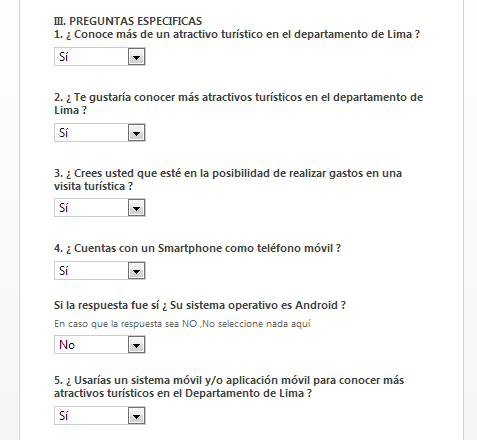 III. PREGUNTAS ESPECIFICAS
1. ¿ Conoce más de un atractivo turístico en el departamento de Lima ?
Sí
2. ¿ Te gustaría conocer más atractivos turísticos en el departamento de
Lima ?
Sí
3. ¿ Crees usted que esté en la posibilidad de realizar gastos en una
visita turística ?
Sí
4. ¿ Cuentas con un Smartphone como teléfono móvil ?
Sí
Si la respuesta fue sí ¿ Su sistema operativo es Android ?
En caso que la respuesta sea NO ,No seleccione nada aquí
No
5. ¿ Usarías un sistema móvil y/o aplicación móvil para conocer más
atractivos turísticos en el Departamento de Lima ?
Sí